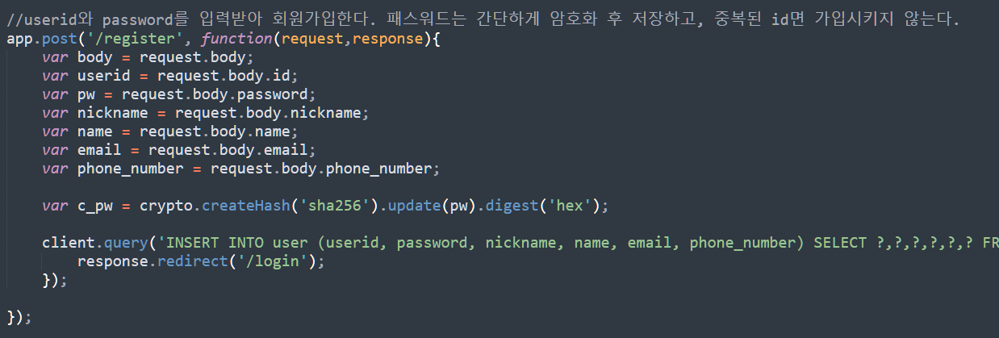 //userid와 password를 입력받아 회원가입한다. 패스워드는 간단하게 암호화 후 저장하고, 중복된 id면 가입시키지 않는다.
app.post('/register', function(request,response){
    var body = request.body;
    var userid = request.body.id;
    var pw = request.body.password;
    var nickname = request.body.nickname;
    var name = request.body.name;
    var email = request.body.email;
    var phone_number = request.body.phone_number;
    var c_pw = crypto.createHash('sha256').update(pw).digest('hex');
    client.query('INSERT INTO user (userid, password, nickname, name, email, phone_number) SELECT ?,?,?,?,?,? FR
        response.redirect('/login');
    });
});